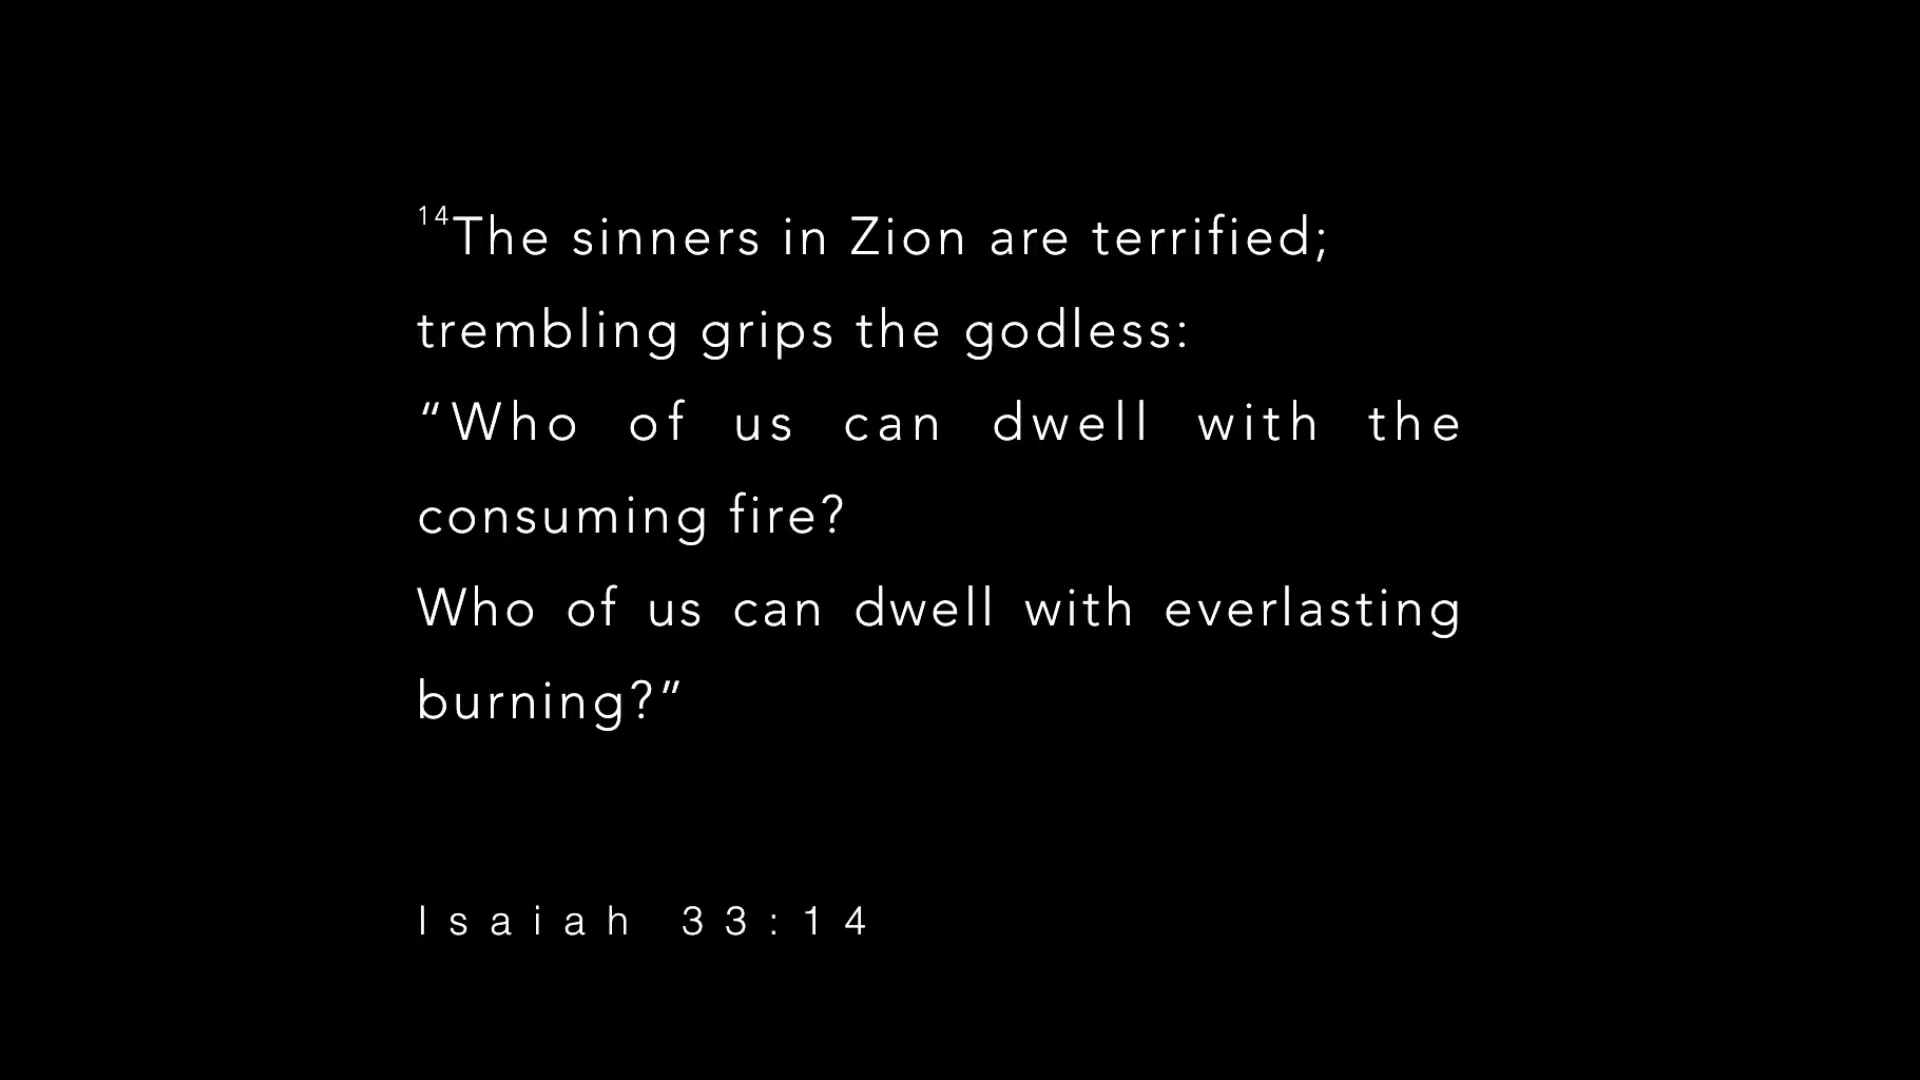 14The sinners in Zion are terrified;
trembling grips the godless:
“Who of us can dwell with the
consuming fire?
Who of us can dwell with everlasting
burning?”
Isaiah 33:14